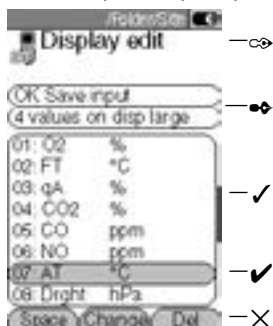 /Folder/Site
Display edit
OK Save input
4 values on disp large
01: O2 %
02: FT °C
03: qA %
04: CO2 %
05: CO ppm
06: NO ppm
07: AT °C
08: Drght hPa
Space Change Del